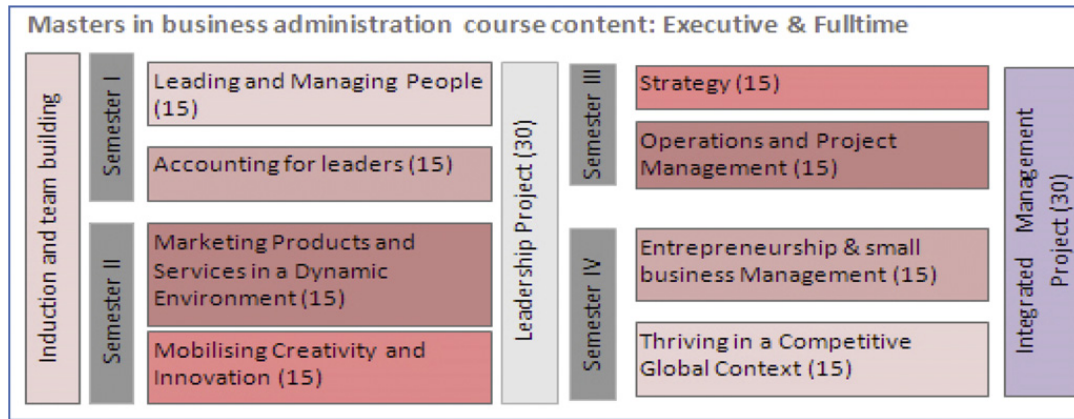 Masters in business administration course content: Executive & Fulltime
Induction and team building
Semester I
Leading and Managing People
(15)
Accounting for leaders (15)
Semester II
Marketing Products and
Services in a Dynamic
Environment (15)
Mobilising Creativity and
Innovation (15)
Leadership Project (30)
Semester III
Strategy (15)
Operations and Project
Management (15)
Semester IV
Entrepreneurship & small
business Management (15)
Thriving in a Competitive
Global Context (15)
Integrated Management
Project (30)